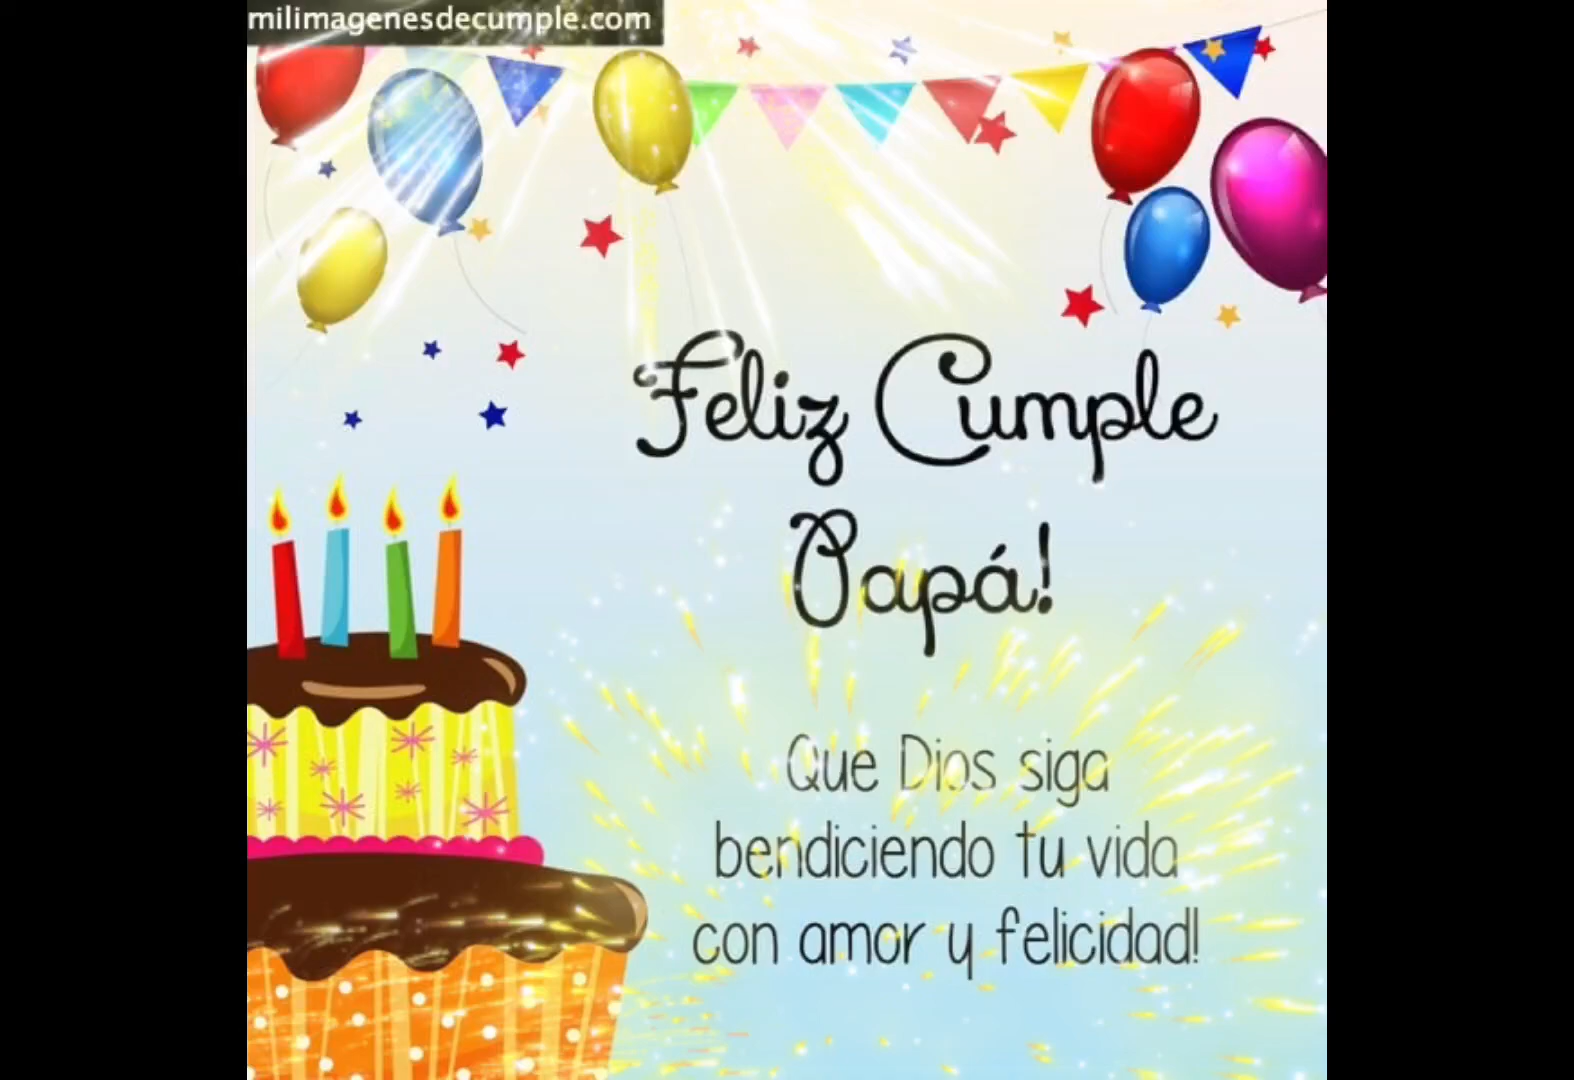 milimagenesdecumple.com
Feliz Cumple
Papá!
Que Dios siga
bendiciendo tu vida
con amor y felicidad!